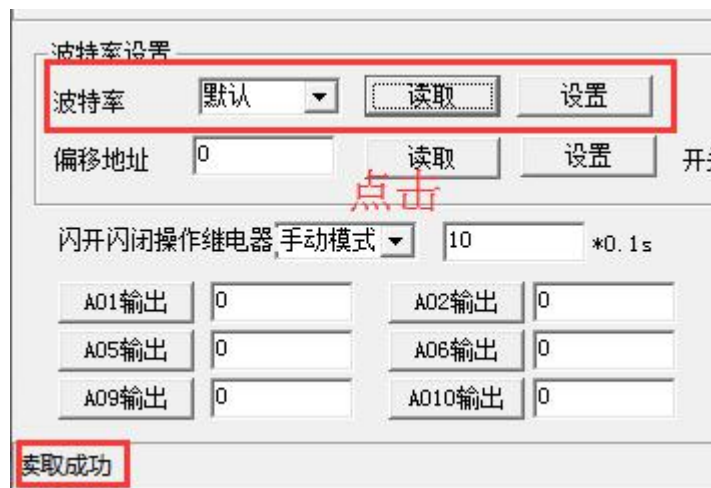 波特率设置
波特率 默认 读取 设置
偏移地址 0 读取 设置
点击
闪开闪闭操作继电器 手动模式 10 *0.1s
A01输出 0 A02输出 0
A05输出 0 A06输出 0
A09输出 0 A010输出 0
读取成功